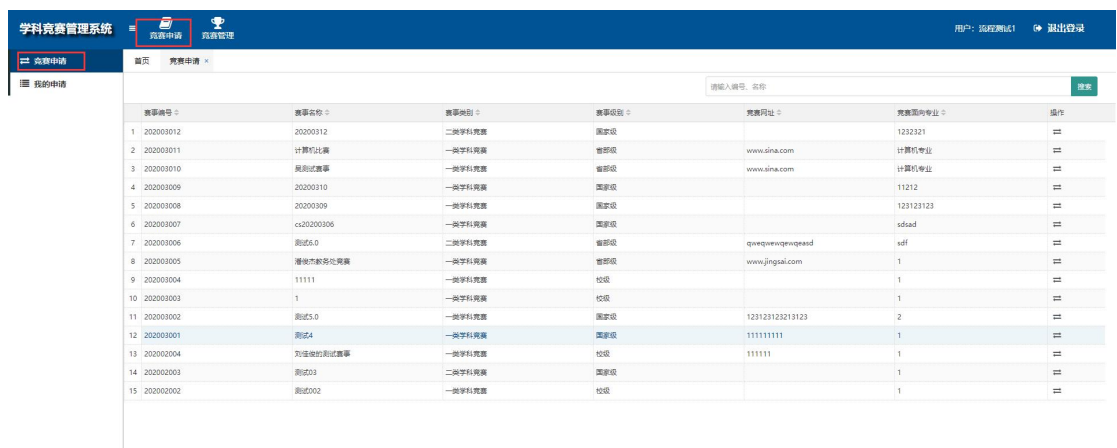 学科竞赛管理系统 竞赛申请 竞赛管理 用户：流程测试1 退出登录
竞赛申请 首页 竞赛申请 ×
我的申请
请输入编号、名称 搜索
赛事编号 赛事名称 赛事类别 赛事级别 竞赛网址 竞赛面向专业 操作
1 202003012 20200312 二类学科竞赛 国家级 1232321
2 202003011 计算机比赛 一类学科竞赛 省部级 www.sina.com 计算机专业
3 202003010 吴测试赛事 一类学科竞赛 省部级 www.sina.com 计算机专业
4 202003009 20200310 一类学科竞赛 国家级 11212
5 202003008 20200309 一类学科竞赛 国家级 123123123
6 202003007 cs20200306 一类学科竞赛 国家级 sdsad
7 202003006 测试6.0 二类学科竞赛 省部级 qweqwewqewqeasd sdf
8 202003005 潘俊杰教务处竞赛 一类学科竞赛 省部级 www.jingsai.com 1
9 202003004 11111 一类学科竞赛 校级 1
10 202003003 1 一类学科竞赛 校级 1
11 202003002 测试5.0 一类学科竞赛 国家级 123123123213123 2
12 202003001 测试4 一类学科竞赛 国家级 111111111 1
13 202002004 刘佳俊的测试赛事 一类学科竞赛 校级 111111 1
14 202002003 测试03 二类学科竞赛 国家级 1
15 202002002 测试002 一类学科竞赛 校级 1